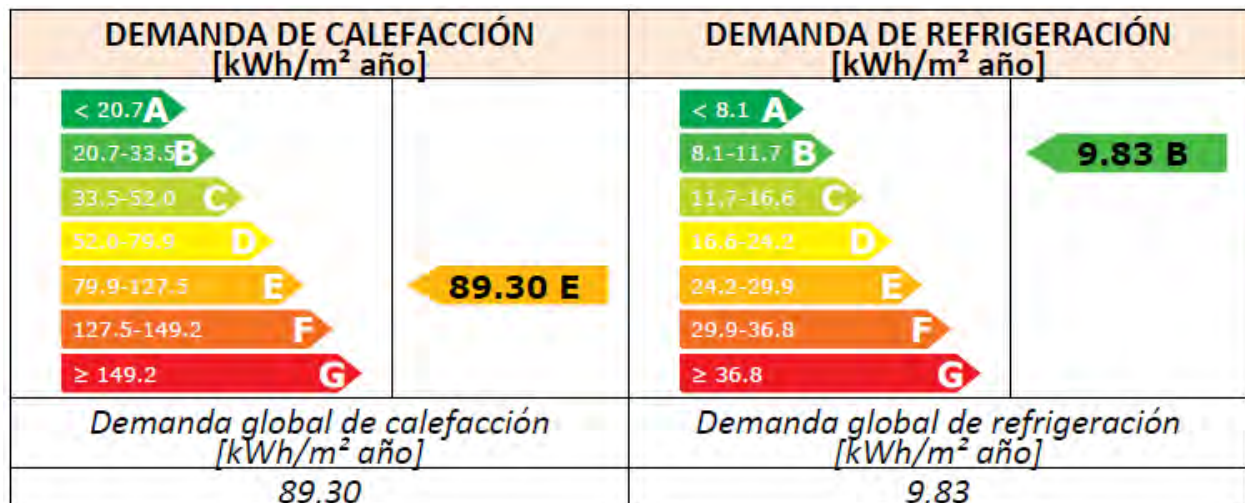 DEMANDA DE CALEFACCIÓN
[kWh/m² año]
DEMANDA DE REFRIGERACIÓN
[kWh/m² año]
< 20.7 A
20.7-33.5 B
33.5-52.0 C
52.0-79.9 D
79.9-127.5 E
127.5-149.2 F
≥ 149.2 G
89.30 E
< 8.1 A
8.1-11.7 B
11.7-16.6 C
16.6-24.2 D
24.2-29.9 E
29.9-36.8 F
≥ 36.8 G
9.83 B
Demanda global de calefacción
[kWh/m² año]
Demanda global de refrigeración
[kWh/m² año]
89.30
9.83